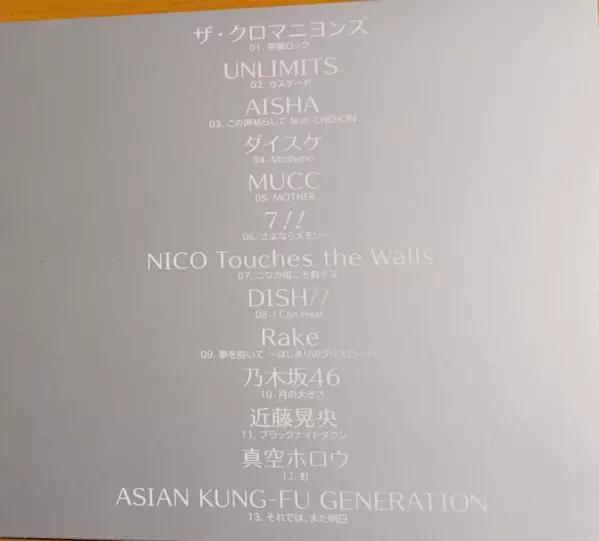 ザ・クロマニヨンズ
01. 突撃ロック
UNLIMITS
02. カスケード
AISHA
03. この声枯らして feat. CHEHON
ダイスケ
04. Moshimo
MUCC
05. MOTHER
7!!
06. さよならメモリー
NICO Touches the Walls
07. ニワカ雨ニモ負ケズ
DISH//
08. I Can Hear
Rake
09. 夢を抱いて ～はじまりのクリスロード～
乃木坂46
10. 月の大きさ
近藤晃央
11. ブラックナイトタウン
真空ホロウ
12. 虹
ASIAN KUNG-FU GENERATION
13. それでは、また明日